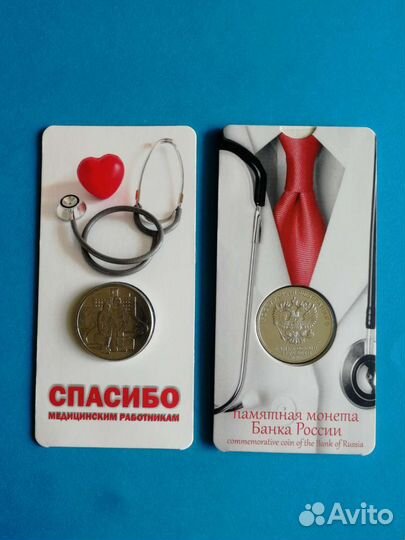 СПАСИБО
МЕДИЦИНСКИМ РАБОТНИКАМ
памятная монета
Банка России
commemorative coin of the Bank of Russia
Avito